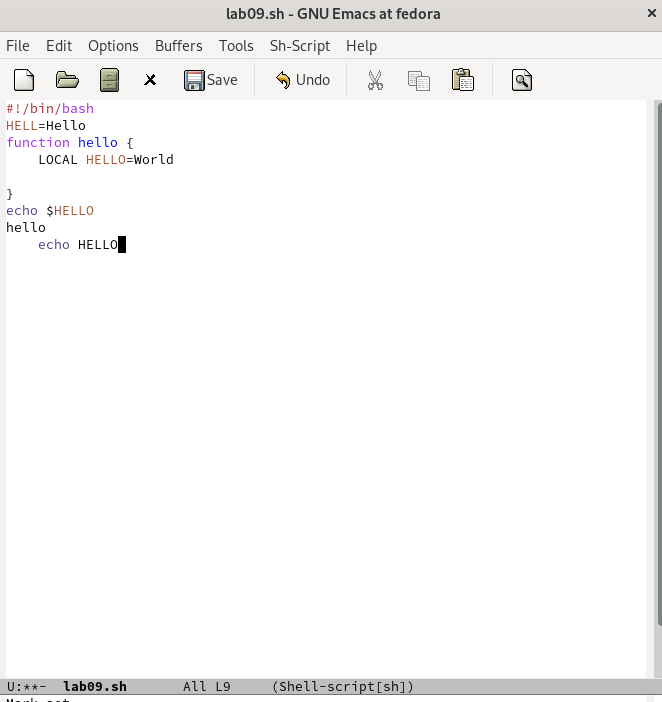 lab09.sh - GNU Emacs at fedora
File Edit Options Buffers Tools Sh-Script Help
Save Undo
#!/bin/bash
HELL=Hello
function hello {
    LOCAL HELLO=World
}
echo $HELLO
hello
    echo HELLO
U:**- lab09.sh All L9 (Shell-script[sh])